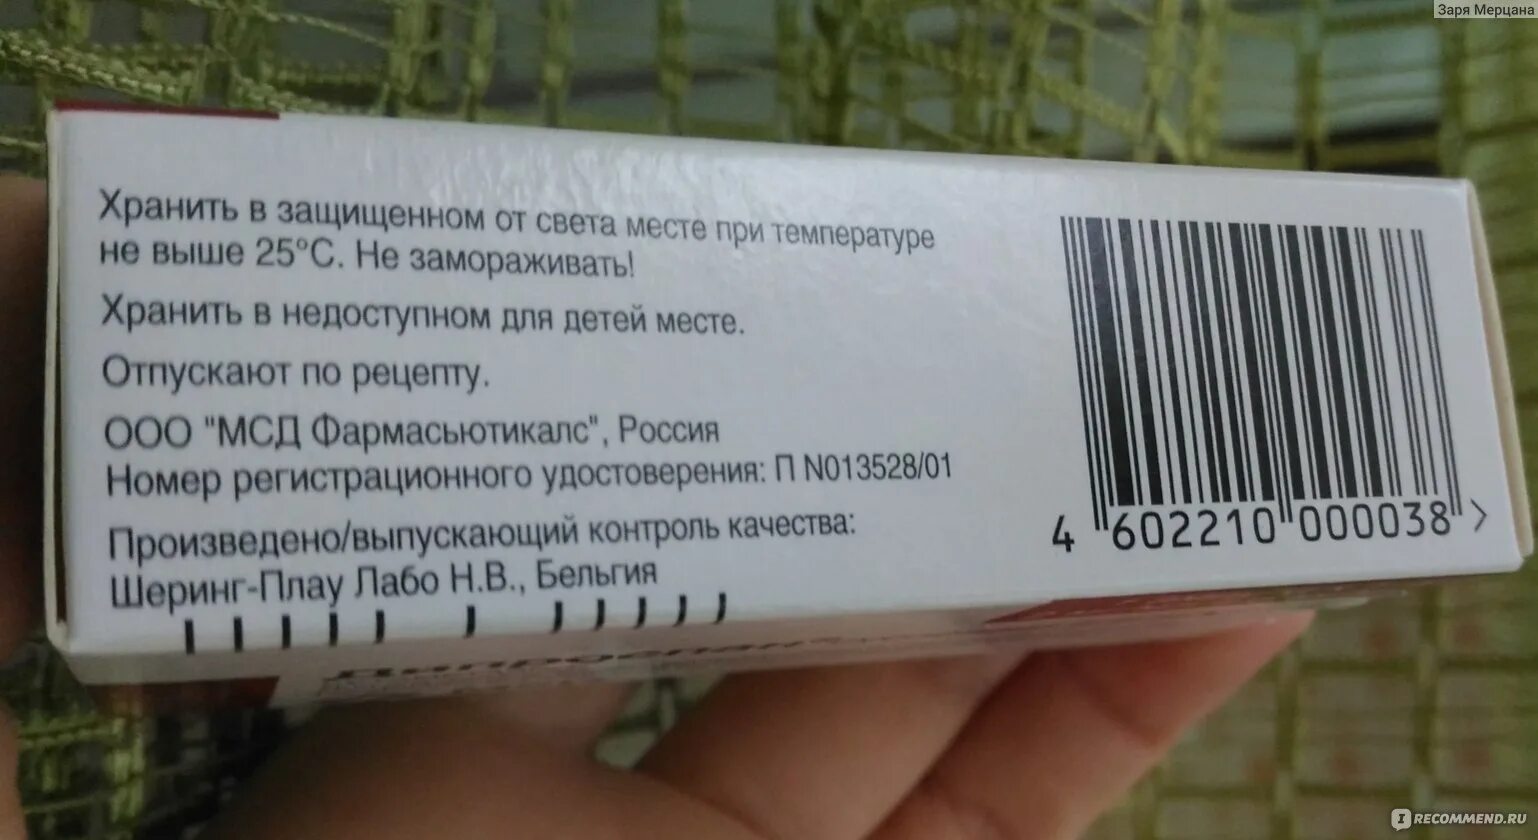 Заря Мерцана
Хранить в защищенном от света месте при температуре
не выше 25°С. Не замораживать!
Хранить в недоступном для детей месте.
Отпускают по рецепту.
ООО "МСД Фармасьютикалс", Россия
Номер регистрационного удостоверения: П N013528/01
Произведено/выпускающий контроль качества:
Шеринг-Плау Лабо Н.В., Бельгия
4 602210 000038 >
Дипроспан
IRECOMMEND.RU